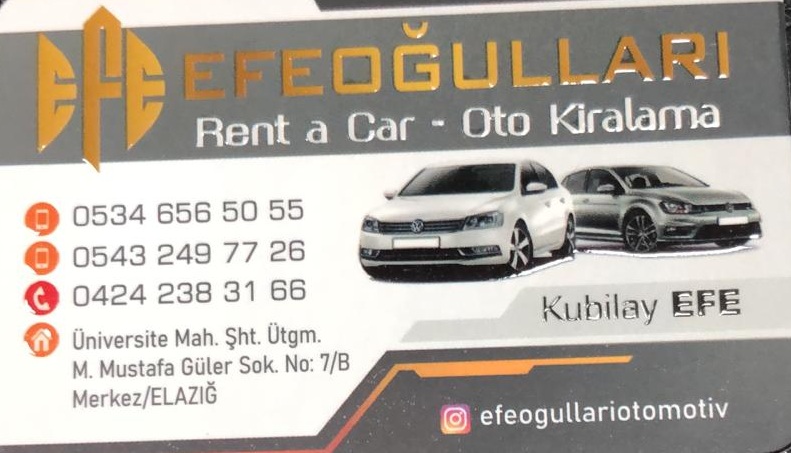 EFE EFEOĞULLARI
Rent a Car - Oto Kiralama
0534 656 50 55
0543 249 77 26
0424 238 31 66
Üniversite Mah. Şht. Ütgm.
M. Mustafa Güler Sok. No: 7/B
Merkez/ELAZIĞ
Kubilay EFE
efeogullariotomotiv